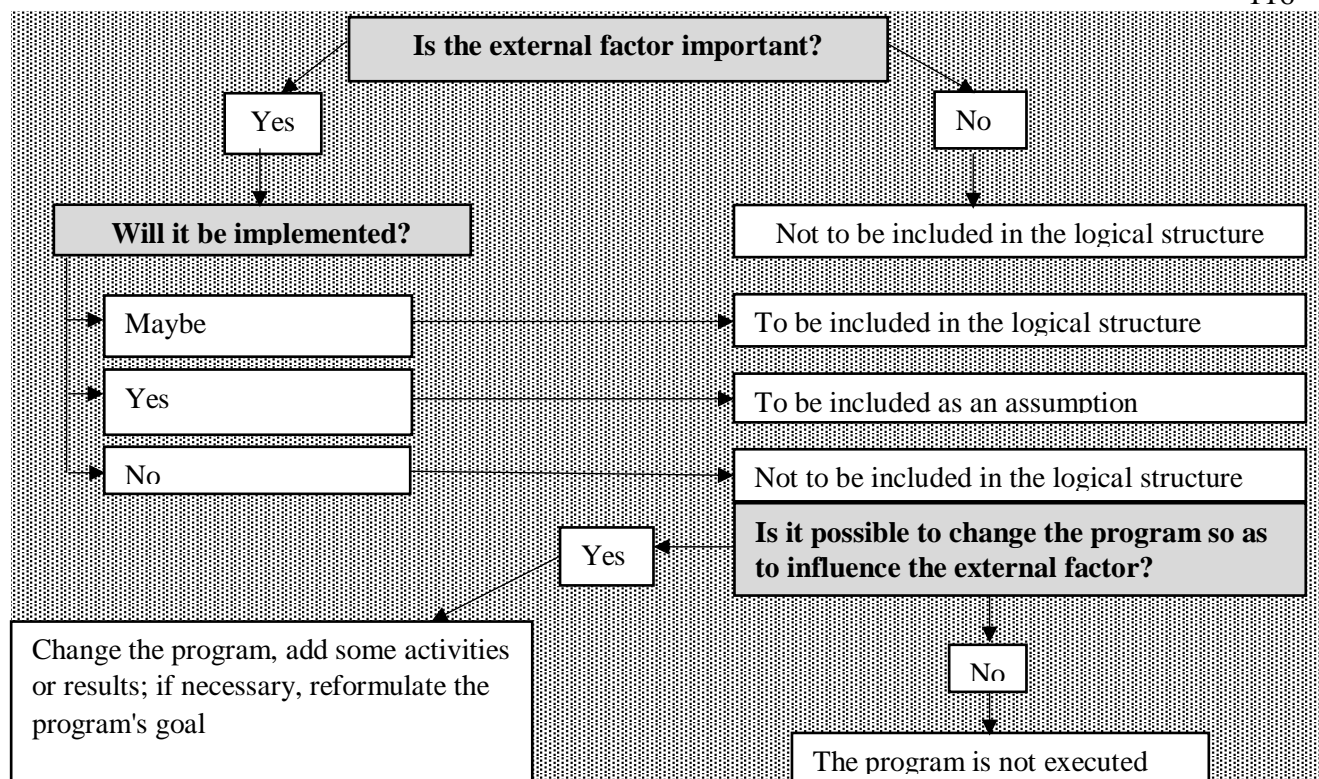 Is the external factor important?
Yes
No
Will it be implemented?
Not to be included in the logical structure
Maybe
To be included in the logical structure
Yes
To be included as an assumption
No
Not to be included in the logical structure
Is it possible to change the program so as
to influence the external factor?
Yes
Change the program, add some activities
or results; if necessary, reformulate the
program's goal
No
The program is not executed